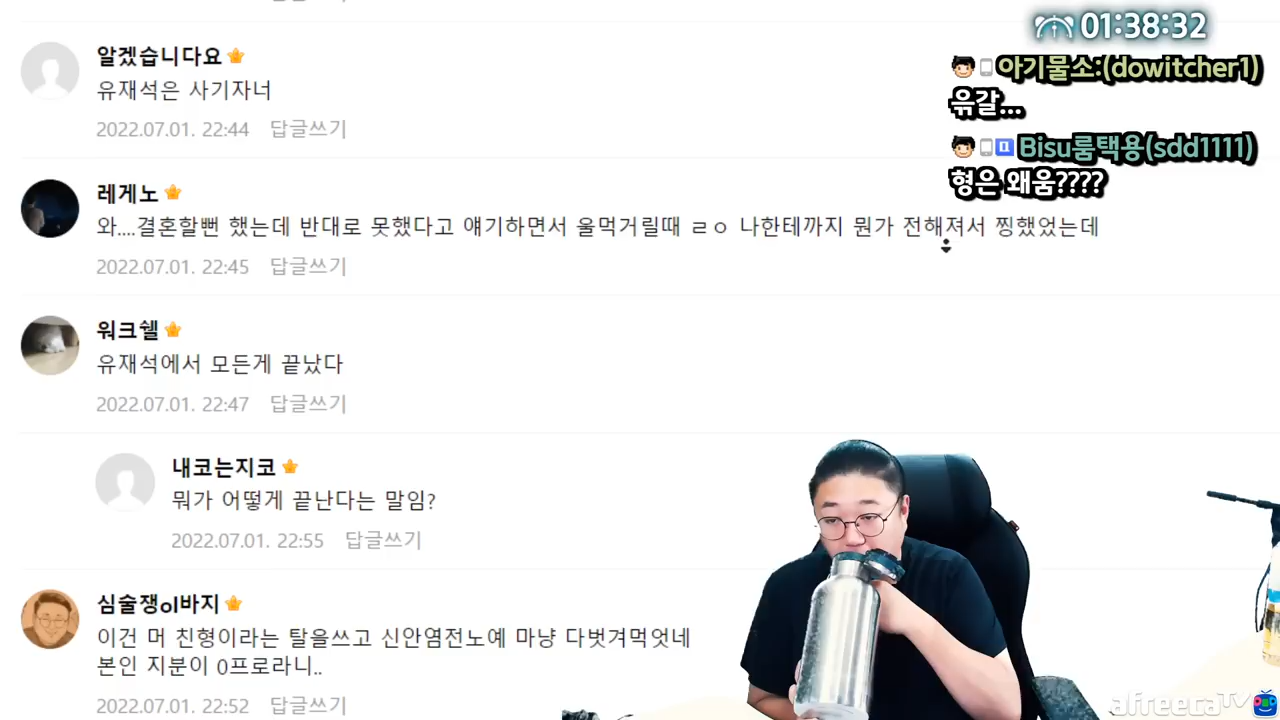 01:38:32
아기물소:(dowitcher1)
윾갈...
Bisu룸택용(sdd1111)
형은 왜움????
알겠습니다요
유재석은 사기자너
2022.07.01. 22:44 답글쓰기
레게노
와....결혼할뻔 했는데 반대로 못했다고 얘기하면서 울먹거릴때 ㄹㅇ 나한테까지 뭔가 전해져서 찡했었는데
2022.07.01. 22:45 답글쓰기
워크쉘
유재석에서 모든게 끝났다
2022.07.01. 22:47 답글쓰기
내코는지코
뭐가 어떻게 끝난다는 말임?
2022.07.01. 22:55 답글쓰기
심술쟁ol바지
이건 머 친형이라는 탈을쓰고 신안염전노예 마냥 다벗겨먹엇네
본인 지분이 0프로라니..
2022.07.01. 22:52 답글쓰기
afreecaTV